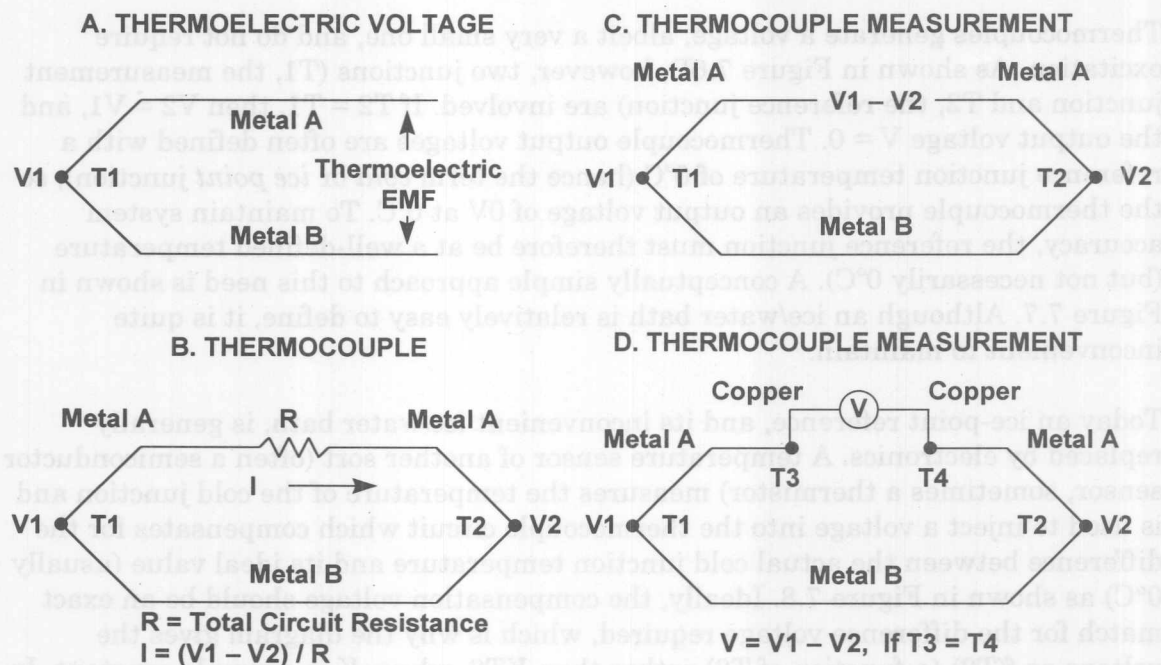 A. THERMOELECTRIC VOLTAGE
Metal A
V1 T1
Thermoelectric
EMF
Metal B
C. THERMOCOUPLE MEASUREMENT
Metal A V1 – V2 Metal A
V1 T1 T2 V2
Metal B
B. THERMOCOUPLE
Metal A R Metal A
I
V1 T1 T2 V2
Metal B
R = Total Circuit Resistance
I = (V1 – V2) / R
D. THERMOCOUPLE MEASUREMENT
Copper Copper
V
Metal A Metal A
T3 T4
V1 T1 T2 V2
Metal B
V = V1 – V2, If T3 = T4